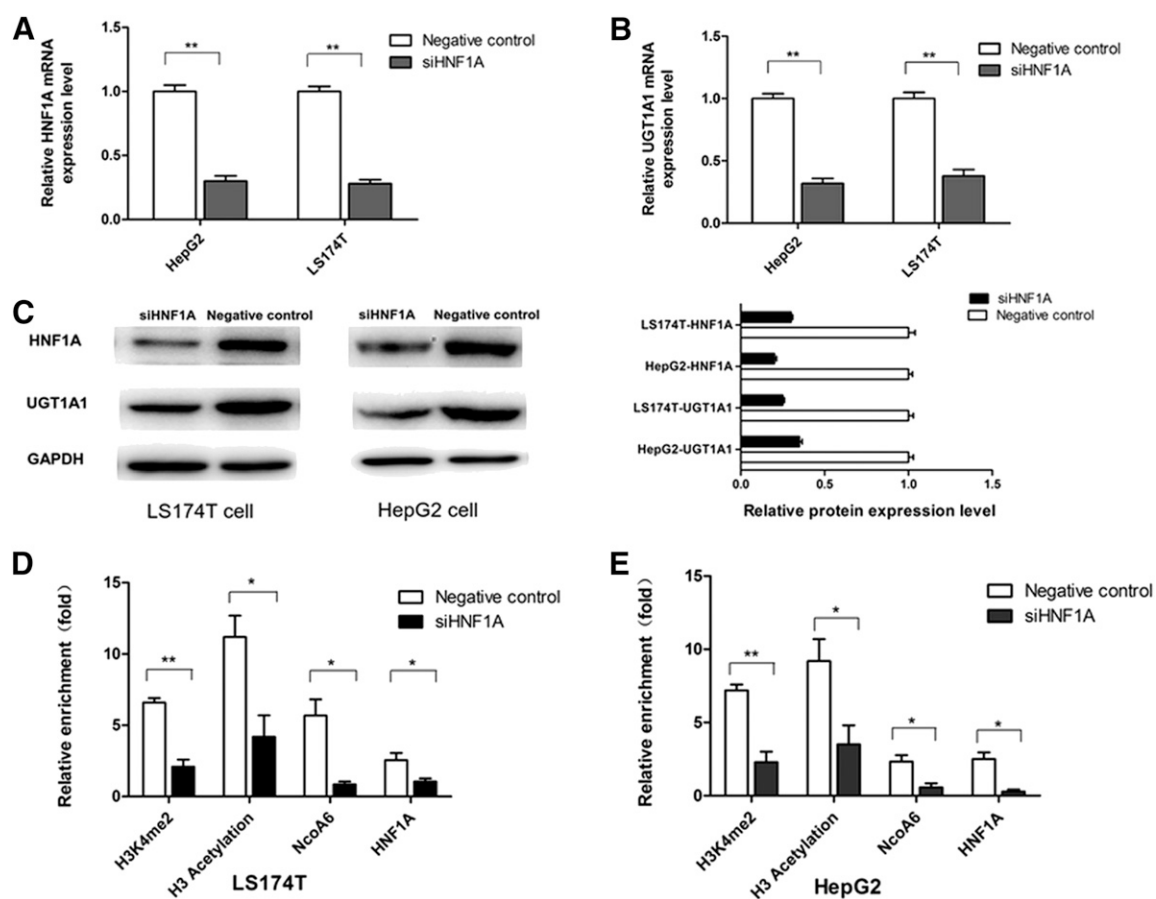 A
Relative HNF1A mRNA
expression level
1.5
1.0
0.5
0.0
**
**
Negative control
siHNF1A
HepG2
LS174T
B
Relative UGT1A1 mRNA
expression level
1.5
1.0
0.5
0.0
**
**
Negative control
siHNF1A
HepG2
LS174T
C
siHNF1A Negative control
siHNF1A Negative control
HNF1A
UGT1A1
GAPDH
LS174T cell
HepG2 cell
siHNF1A
Negative control
LS174T-HNF1A
HepG2-HNF1A
LS174T-UGT1A1
HepG2-UGT1A1
0.0 0.5 1.0 1.5
Relative protein expression level
D
Relative enrichment（fold）
15
10
5
0
**
*
*
*
Negative control
siHNF1A
H3K4me2
H3 Acetylation
NcoA6
HNF1A
LS174T
E
Relative enrichment（fold）
15
10
5
0
**
*
*
*
Negative control
siHNF1A
H3K4me2
H3 Acetylation
NcoA6
HNF1A
HepG2